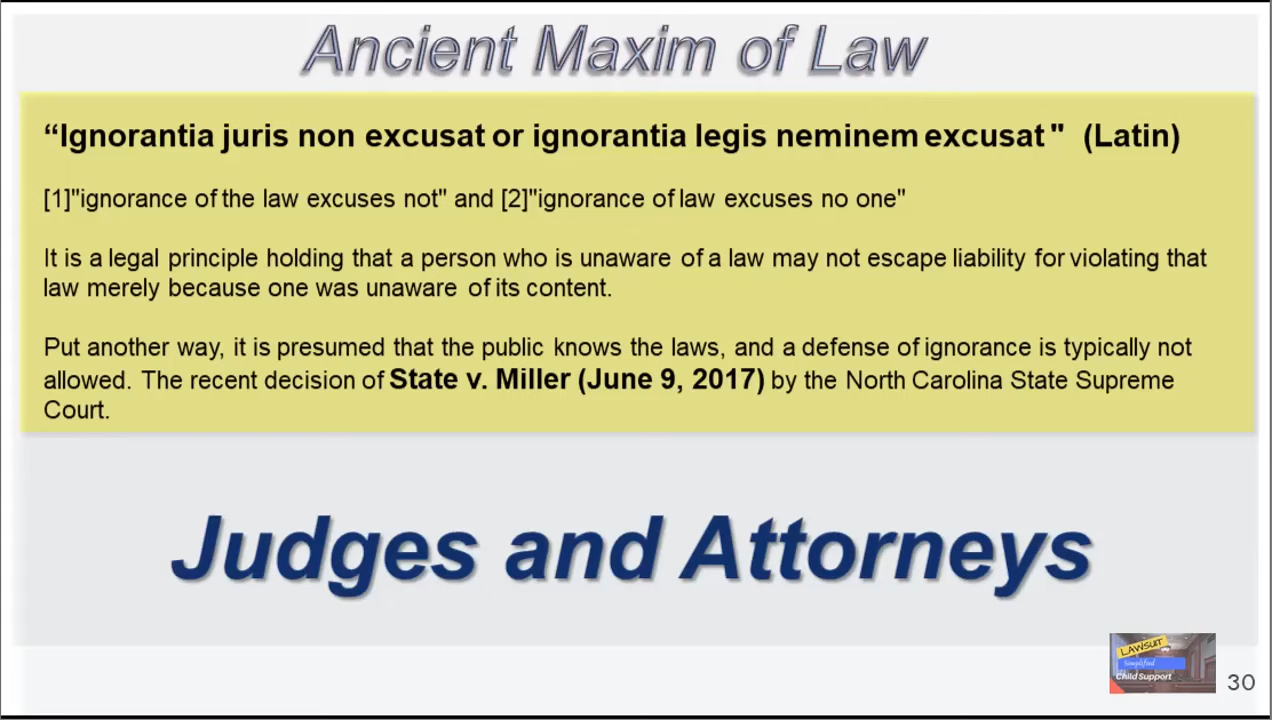 Ancient Maxim of Law
“Ignorantia juris non excusat or ignorantia legis neminem excusat" (Latin)
[1]"ignorance of the law excuses not" and [2]"ignorance of law excuses no one"
It is a legal principle holding that a person who is unaware of a law may not escape liability for violating that
law merely because one was unaware of its content.
Put another way, it is presumed that the public knows the laws, and a defense of ignorance is typically not
allowed. The recent decision of State v. Miller (June 9, 2017) by the North Carolina State Supreme
Court.
Judges and Attorneys
LAWSUIT
Simplified
Child Support
30